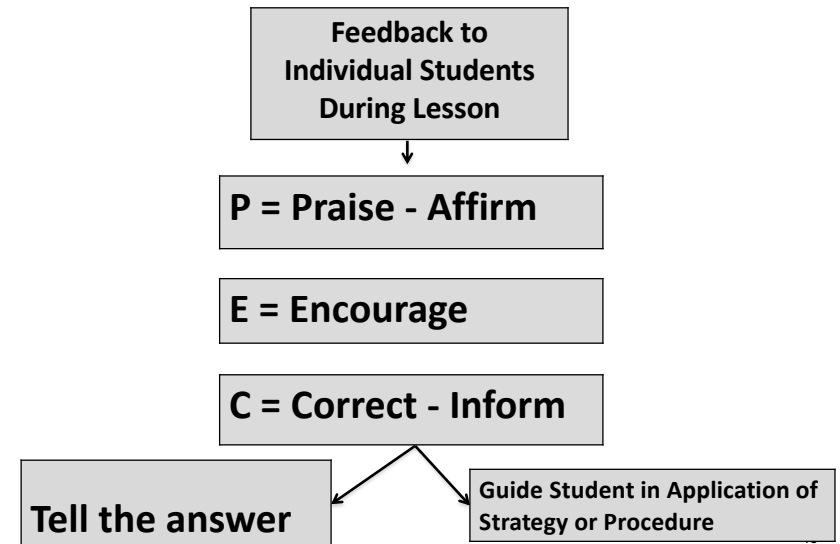 Feedback to
Individual Students
During Lesson
P = Praise - Affirm
E = Encourage
C = Correct - Inform
Tell the answer
Guide Student in Application of
Strategy or Procedure